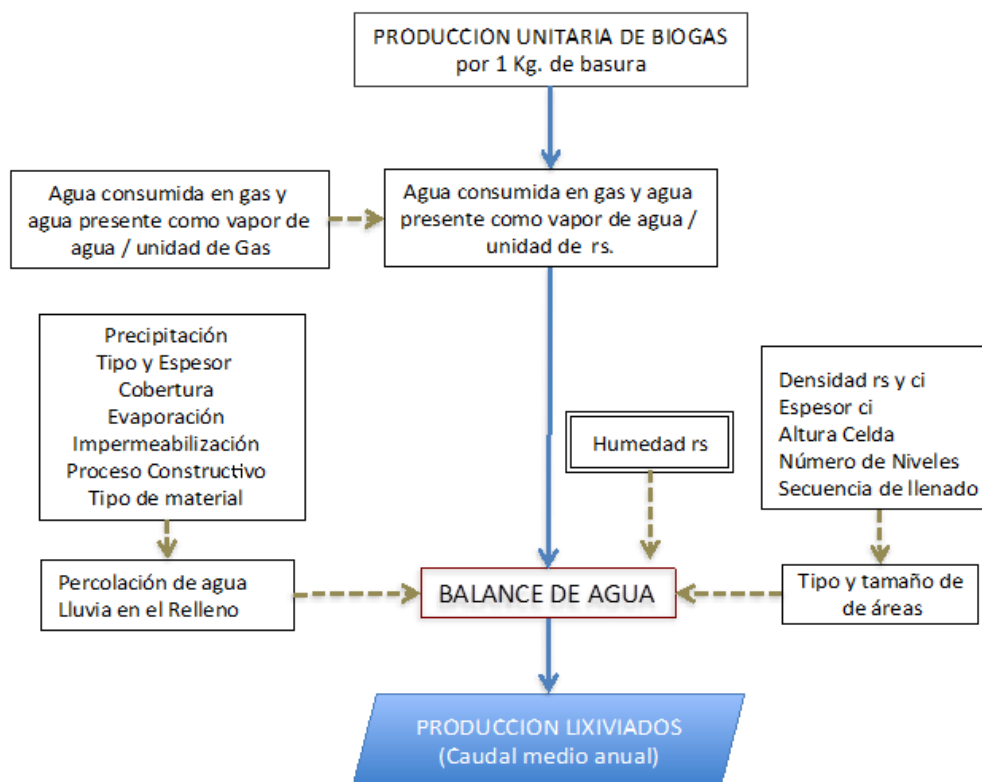 PRODUCCION UNITARIA DE BIOGAS
por 1 Kg. de basura
Agua consumida en gas y
agua presente como vapor de
agua / unidad de Gas
Agua consumida en gas y agua
presente como vapor de agua /
unidad de rs.
Precipitación
Tipo y Espesor
Cobertura
Evaporación
Impermeabilización
Proceso Constructivo
Tipo de material
Humedad rs
Densidad rs y ci
Espesor ci
Altura Celda
Número de Niveles
Secuencia de llenado
Percolación de agua
Lluvia en el Relleno
BALANCE DE AGUA
Tipo y tamaño de
de áreas
PRODUCCION LIXIVIADOS
(Caudal medio anual)